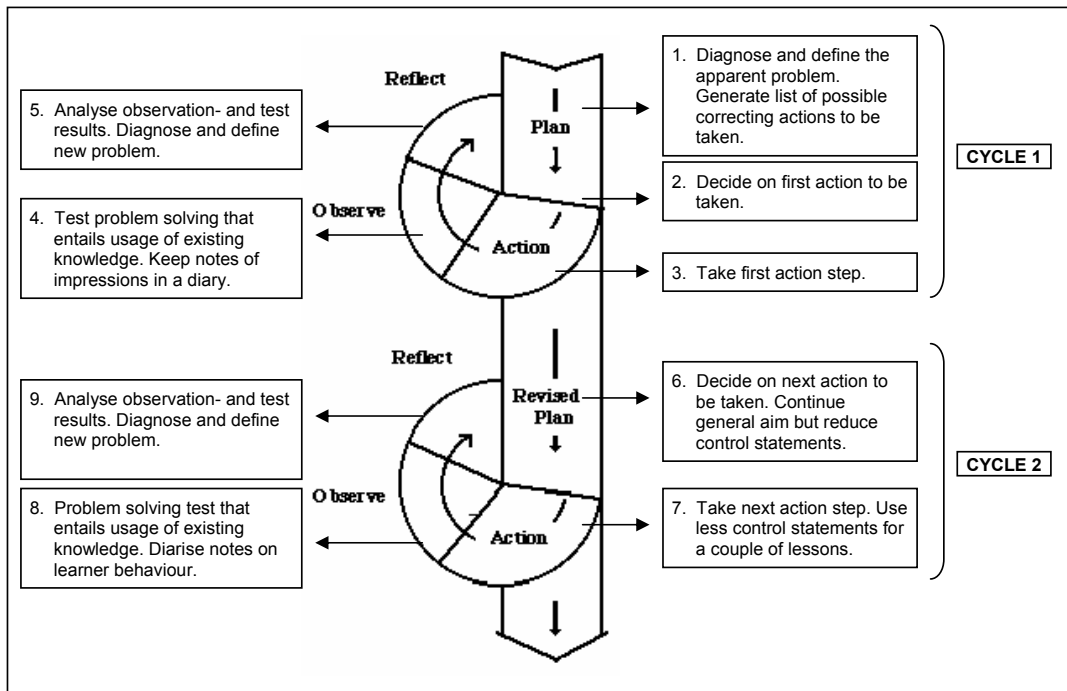 1. Diagnose and define the
apparent problem.
Generate list of possible
correcting actions to be
taken.
2. Decide on first action to be
taken.
3. Take first action step.
CYCLE 1
Reflect
Plan
Observe
Action
5. Analyse observation- and test
results. Diagnose and define
new problem.
4. Test problem solving that
entails usage of existing
knowledge. Keep notes of
impressions in a diary.
Reflect
Revised
Plan
Observe
Action
6. Decide on next action to
be taken. Continue
general aim but reduce
control statements.
7. Take next action step. Use
less control statements for
a couple of lessons.
CYCLE 2
9. Analyse observation- and test
results. Diagnose and define
new problem.
8. Problem solving test that
entails usage of existing
knowledge. Diarise notes on
learner behaviour.